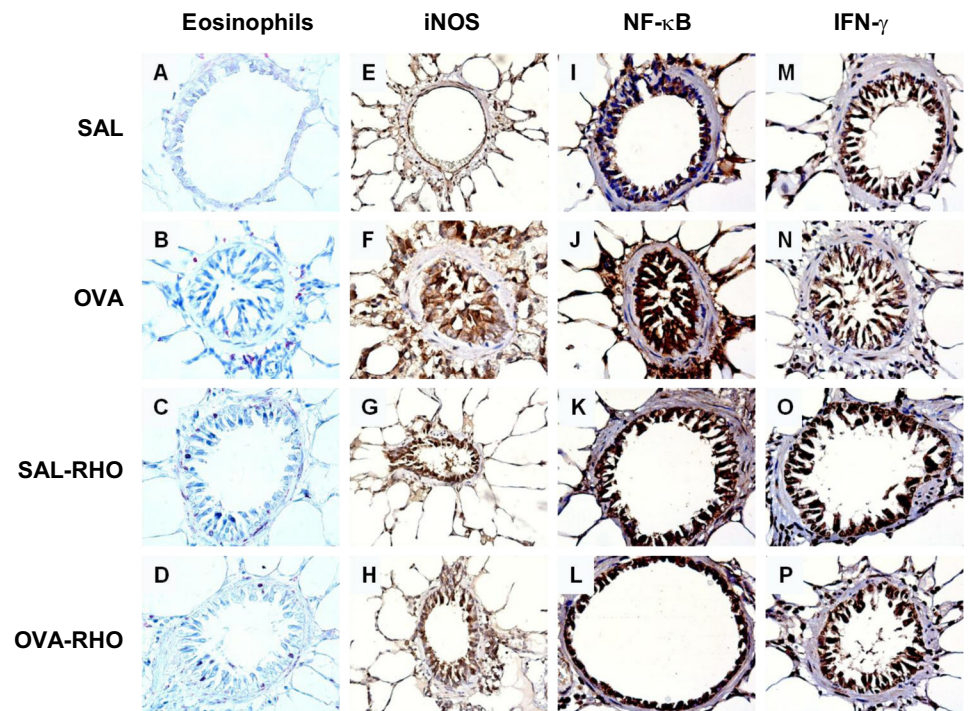 Eosinophils iNOS NF-κB IFN-γ
SAL A E I M
OVA B F J N
SAL-RHO C G K O
OVA-RHO D H L P